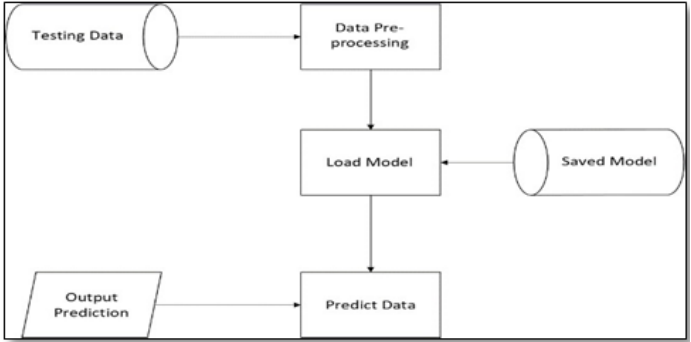 Testing Data
Data Pre-
processing
Load Model
Saved Model
Output
Prediction
Predict Data